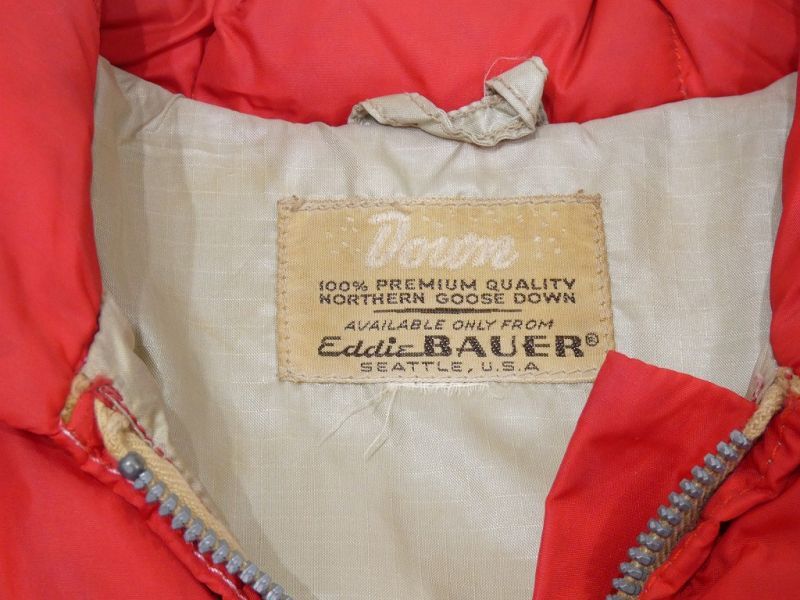 Down
100% PREMIUM QUALITY
NORTHERN GOOSE DOWN
AVAILABLE ONLY FROM
Eddie BAUER®
SEATTLE, U.S.A